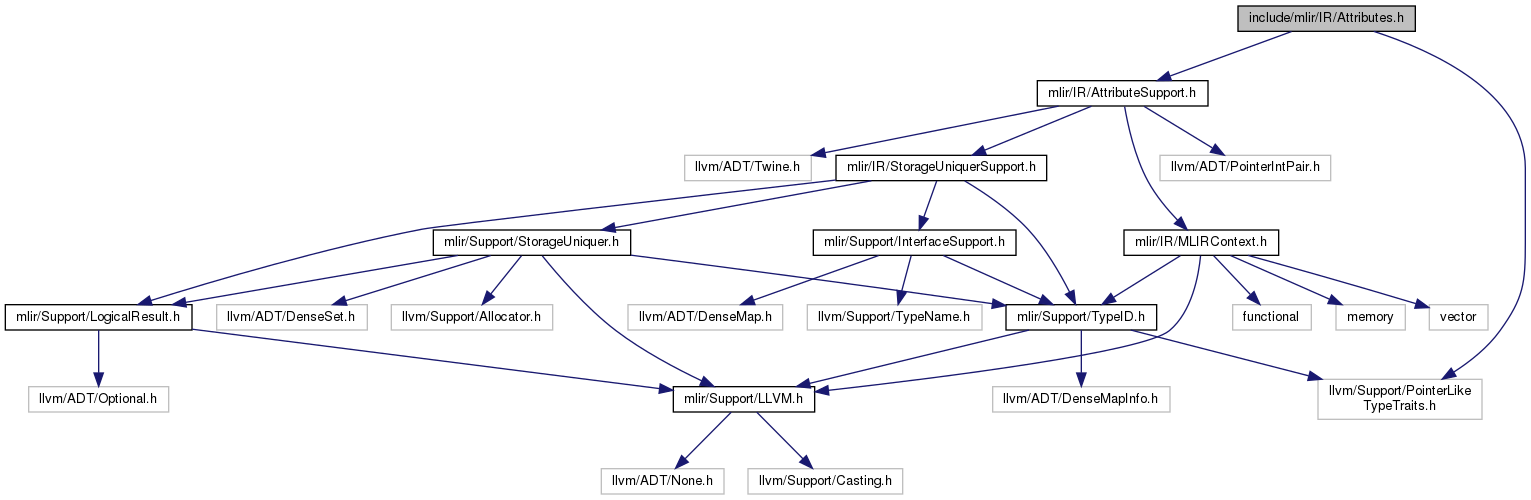 include/mlir/IR/Attributes.h
mlir/IR/AttributeSupport.h
llvm/ADT/Twine.h
mlir/IR/StorageUniquerSupport.h
llvm/ADT/PointerIntPair.h
mlir/Support/StorageUniquer.h
mlir/Support/InterfaceSupport.h
mlir/IR/MLIRContext.h
mlir/Support/LogicalResult.h
llvm/ADT/DenseSet.h
llvm/Support/Allocator.h
llvm/ADT/DenseMap.h
llvm/Support/TypeName.h
mlir/Support/TypeID.h
functional
memory
vector
llvm/ADT/Optional.h
mlir/Support/LLVM.h
llvm/ADT/DenseMapInfo.h
llvm/Support/PointerLike
TypeTraits.h
llvm/ADT/None.h
llvm/Support/Casting.h